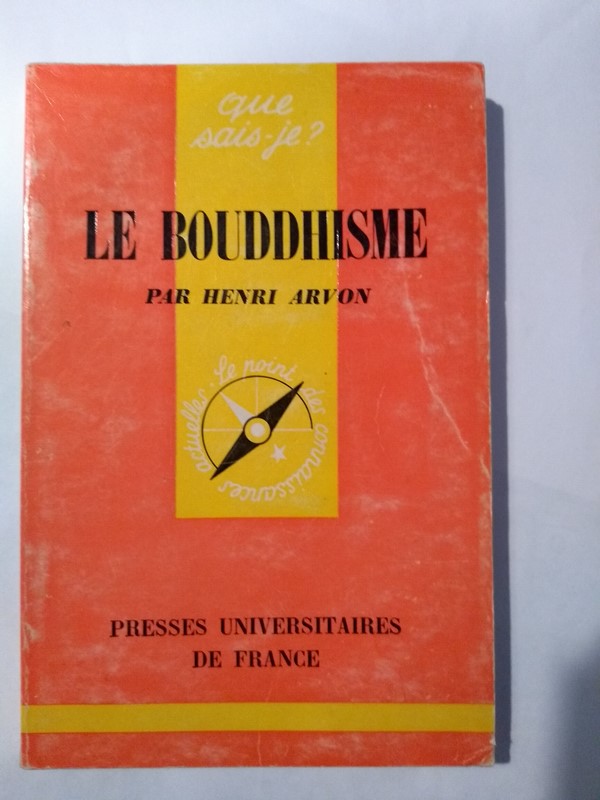 que
sais-je?
LE BOUDDHISME
PAR HENRI ARVON
Le point des connaissances actuelles
PRESSES UNIVERSITAIRES
DE FRANCE